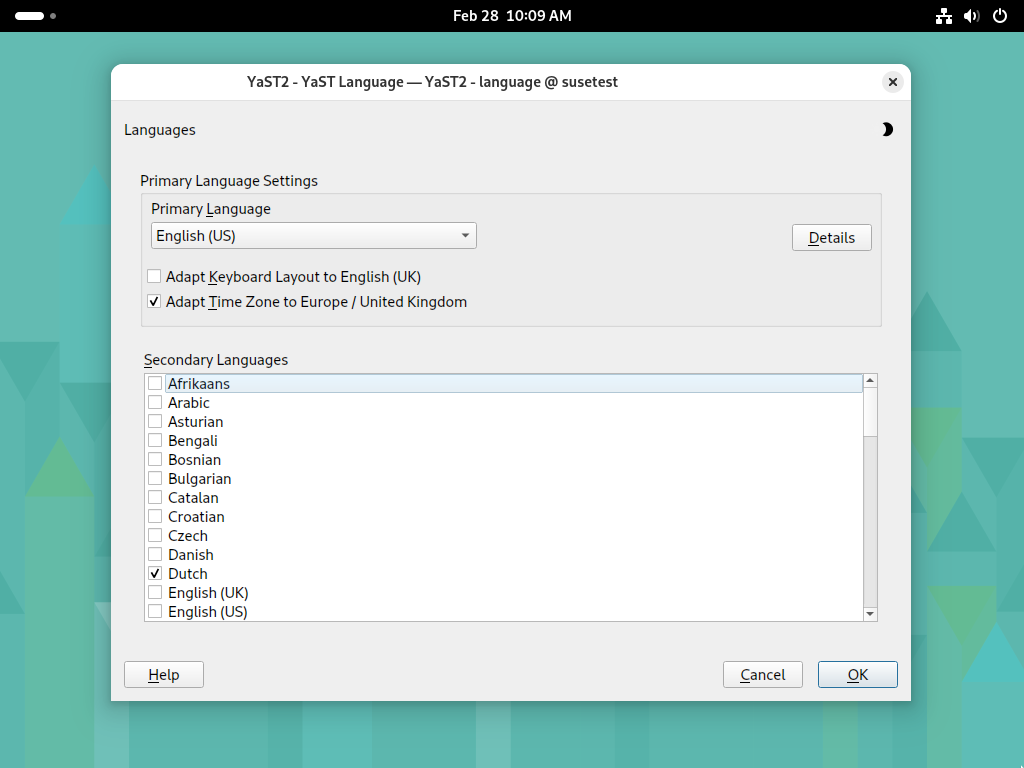 Feb 28 10:09 AM
YaST2 - YaST Language — YaST2 - language @ susetest
Languages
Primary Language Settings
Primary Language
English (US)
Details
Adapt Keyboard Layout to English (UK)
Adapt Time Zone to Europe / United Kingdom
Secondary Languages
Afrikaans
Arabic
Asturian
Bengali
Bosnian
Bulgarian
Catalan
Croatian
Czech
Danish
Dutch
English (UK)
English (US)
Help
Cancel
OK